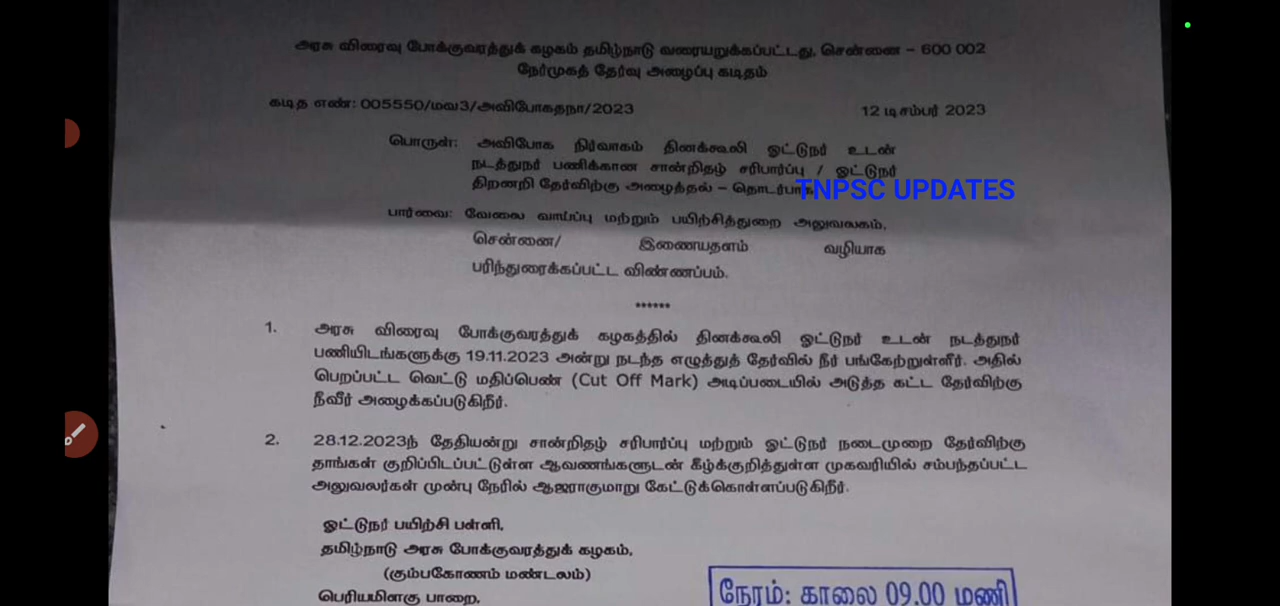 அரசு விரைவு போக்குவரத்துக் கழகம் தமிழ்நாடு வரையறுக்கப்பட்டது, சென்னை – 600 002
நேர்முகத் தேர்வு அழைப்பு கடிதம்
கடித எண்: 005550/மவ3/அவிபோகதநா/2023 12 டிசம்பர் 2023
பொருள்: அவிபோக நிர்வாகம் தினக்கூலி ஓட்டுநர் உடன்
நடத்துநர் பணிக்கான சான்றிதழ் சரிபார்ப்பு / ஓட்டுநர்
திறனறி தேர்விற்கு அழைத்தல் – தொடர்பாக
TNPSC UPDATES
பார்வை: வேலை வாய்ப்பு மற்றும் பயிற்சித்துறை அலுவலகம்,
சென்னை/ இணையதளம் வழியாக
பரிந்துரைக்கப்பட்ட விண்ணப்பம்.
******
1. அரசு விரைவு போக்குவரத்துக் கழகத்தில் தினக்கூலி ஓட்டுநர் உடன் நடத்துநர்
பணியிடங்களுக்கு 19.11.2023 அன்று நடந்த எழுத்துத் தேர்வில் நீர் பங்கேற்றுள்ளீர். அதில்
பெறப்பட்ட வெட்டு மதிப்பெண் (Cut Off Mark) அடிப்படையில் அடுத்த கட்ட தேர்விற்கு
நீவீர் அழைக்கப்படுகிறீர்.
2. 28.12.2023ந் தேதியன்று சான்றிதழ் சரிபார்ப்பு மற்றும் ஓட்டுநர் நடைமுறை தேர்விற்கு
தாங்கள் குறிப்பிடப்பட்டுள்ள ஆவணங்களுடன் கீழ்க்குறித்துள்ள முகவரியில் சம்பந்தப்பட்ட
அலுவலர்கள் முன்பு நேரில் ஆஜராகுமாறு கேட்டுக்கொள்ளப்படுகிறீர்.
ஓட்டுநர் பயிற்சி பள்ளி,
தமிழ்நாடு அரசு போக்குவரத்துக் கழகம்,
(கும்பகோணம் மண்டலம்)
பெரியமிளகு பாறை,
நேரம்: காலை 09.00 மணி